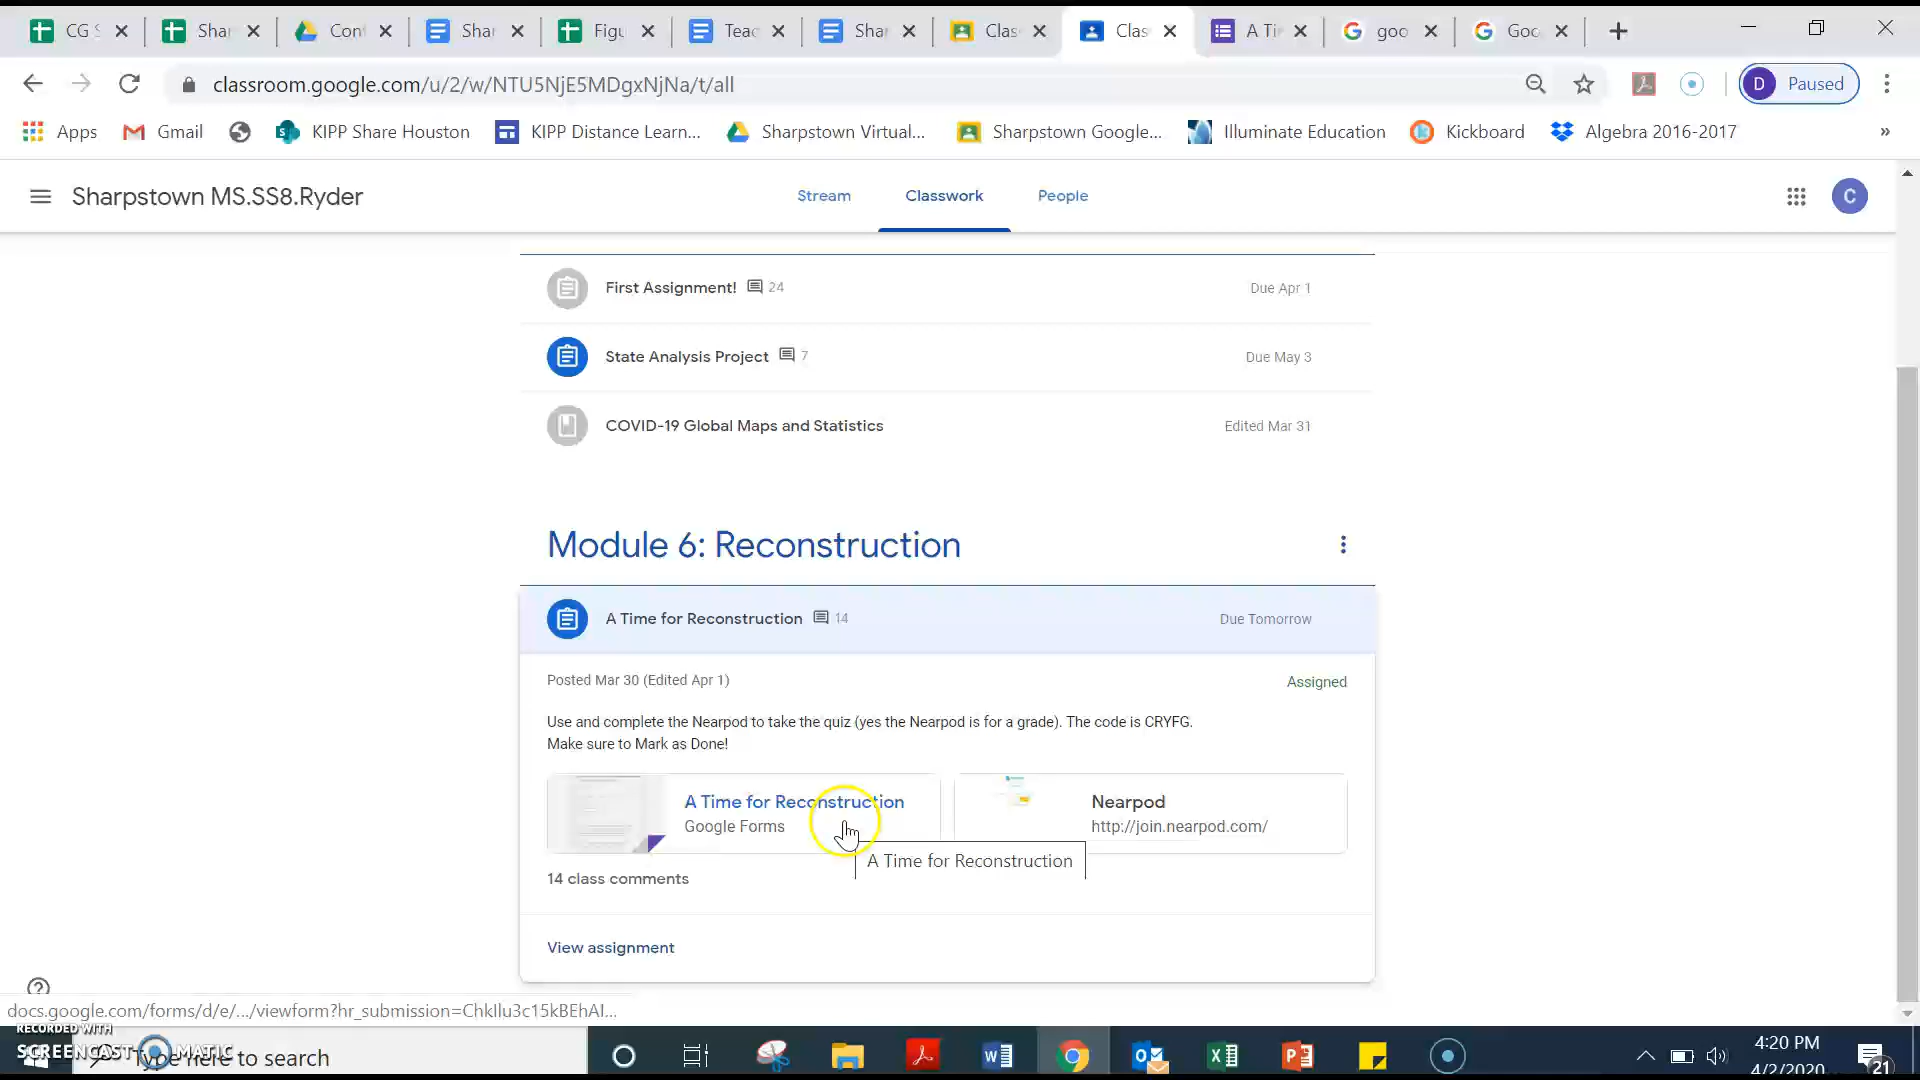 CG S
Shar
Cont
Shar
Figu
Teac
Shar
Clas
Clas
A Tim
goo
Goo
classroom.google.com/u/2/w/NTU5NjE5MDgxNjNa/t/all
D Paused
Apps
Gmail
KIPP Share Houston
KIPP Distance Learn...
Sharpstown Virtual...
Sharpstown Google...
Illuminate Education
Kickboard
Algebra 2016-2017
»
Sharpstown MS.SS8.Ryder
Stream
Classwork
People
C
First Assignment! 24
Due Apr 1
State Analysis Project 7
Due May 3
COVID-19 Global Maps and Statistics
Edited Mar 31
Module 6: Reconstruction
A Time for Reconstruction 14
Due Tomorrow
Posted Mar 30 (Edited Apr 1)
Assigned
Use and complete the Nearpod to take the quiz (yes the Nearpod is for a grade). The code is CRYFG.
Make sure to Mark as Done!
A Time for Reconstruction
Google Forms
Nearpod
http://join.nearpod.com/
A Time for Reconstruction
14 class comments
View assignment
docs.google.com/forms/d/e/.../viewform?hr_submission=ChkIlu3c15kBEhAI...
RECORDED WITH
SCREENCAST MATIC
Type here to search
4:20 PM
4/2/2020
21